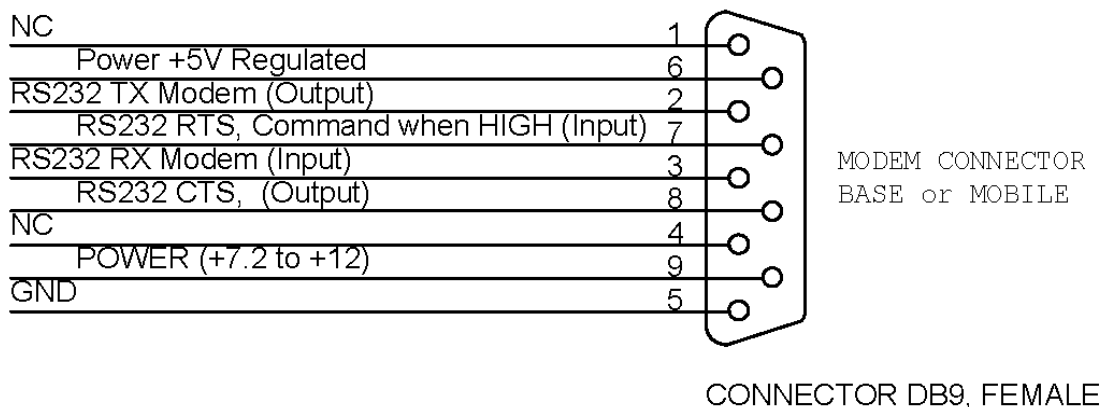 NC 1
Power +5V Regulated 6
RS232 TX Modem (Output) 2
RS232 RTS, Command when HIGH (Input) 7
RS232 RX Modem (Input) 3
RS232 CTS, (Output) 8
NC 4
POWER (+7.2 to +12) 9
GND 5
MODEM CONNECTOR
BASE or MOBILE
CONNECTOR DB9, FEMALE